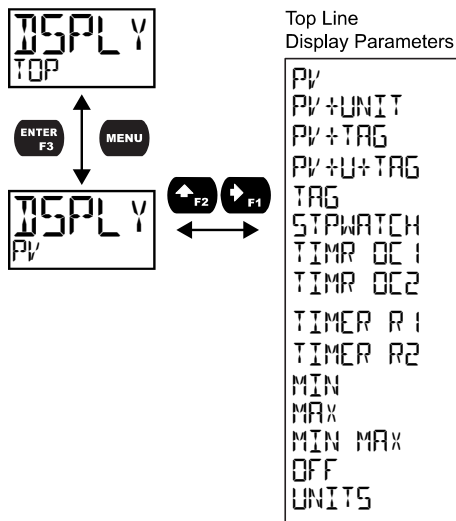 DSPLY
TOP
ENTER
F3
MENU
DSPLY
PV
F2
F1
Top Line
Display Parameters
PV
PV+UNIT
PV+TAG
PV+U+TAG
TAG
STPWATCH
TIMR OC1
TIMR OC2
TIMER R1
TIMER R2
MIN
MAX
MIN MAX
OFF
UNITS